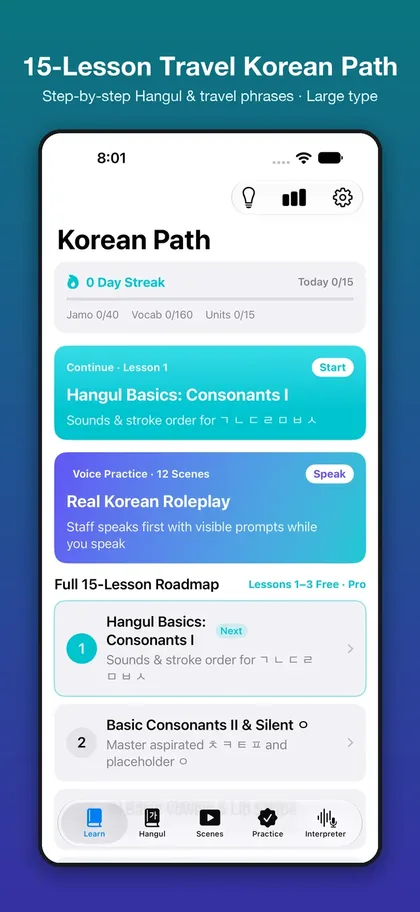 15-Lesson Travel Korean Path
Step-by-step Hangul & travel phrases · Large type
8:01
Korean Path
0 Day Streak
Today 0/15
Jamo 0/40 Vocab 0/160 Units 0/15
Continue · Lesson 1
Start
Hangul Basics: Consonants I
Sounds & stroke order for ㄱ ㄴ ㄷ ㄹ ㅁ ㅂ ㅅ
Voice Practice · 12 Scenes
Speak
Real Korean Roleplay
Staff speaks first with visible prompts while
you speak
Full 15-Lesson Roadmap
Lessons 1–3 Free · Pro
1
Hangul Basics:
Consonants I
Next
Sounds & stroke order for ㄱ ㄴ ㄷ ㄹ
ㅁ ㅂ ㅅ
2
Basic Consonants II & Silent ㅇ
Master aspirated ㅊ ㅋ ㅌ ㅍ and
placeholder ㅇ
가
Learn Hangul Scenes Practice Interpreter